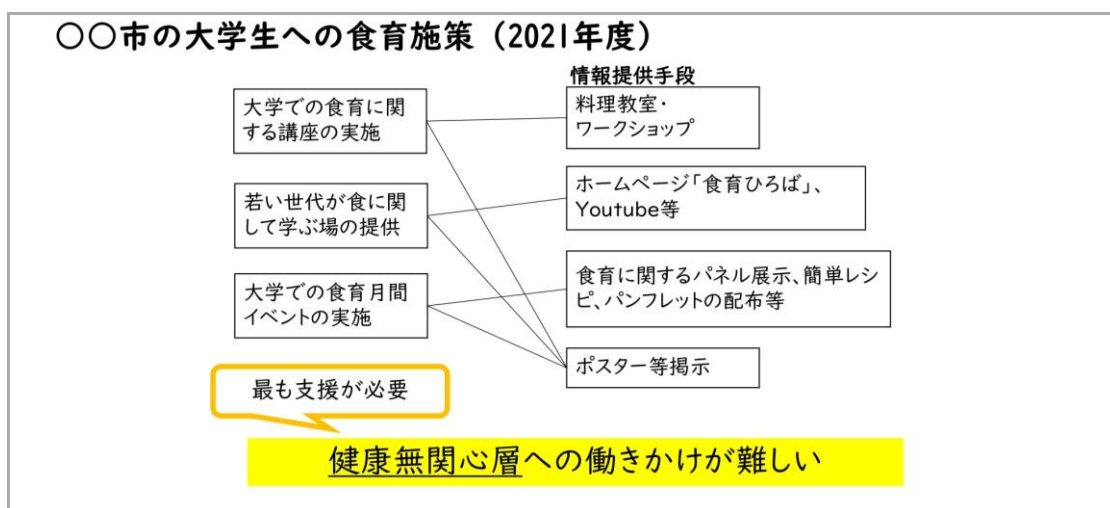 ○○市の大学生への食育施策（2021年度）
情報提供手段
大学での食育に関
する講座の実施
料理教室・
ワークショップ
若い世代が食に関
して学ぶ場の提供
ホームページ「食育ひろば」、
Youtube等
大学での食育月間
イベントの実施
食育に関するパネル展示、簡単レシ
ピ、パンフレットの配布等
ポスター等掲示
最も支援が必要
健康無関心層への働きかけが難しい